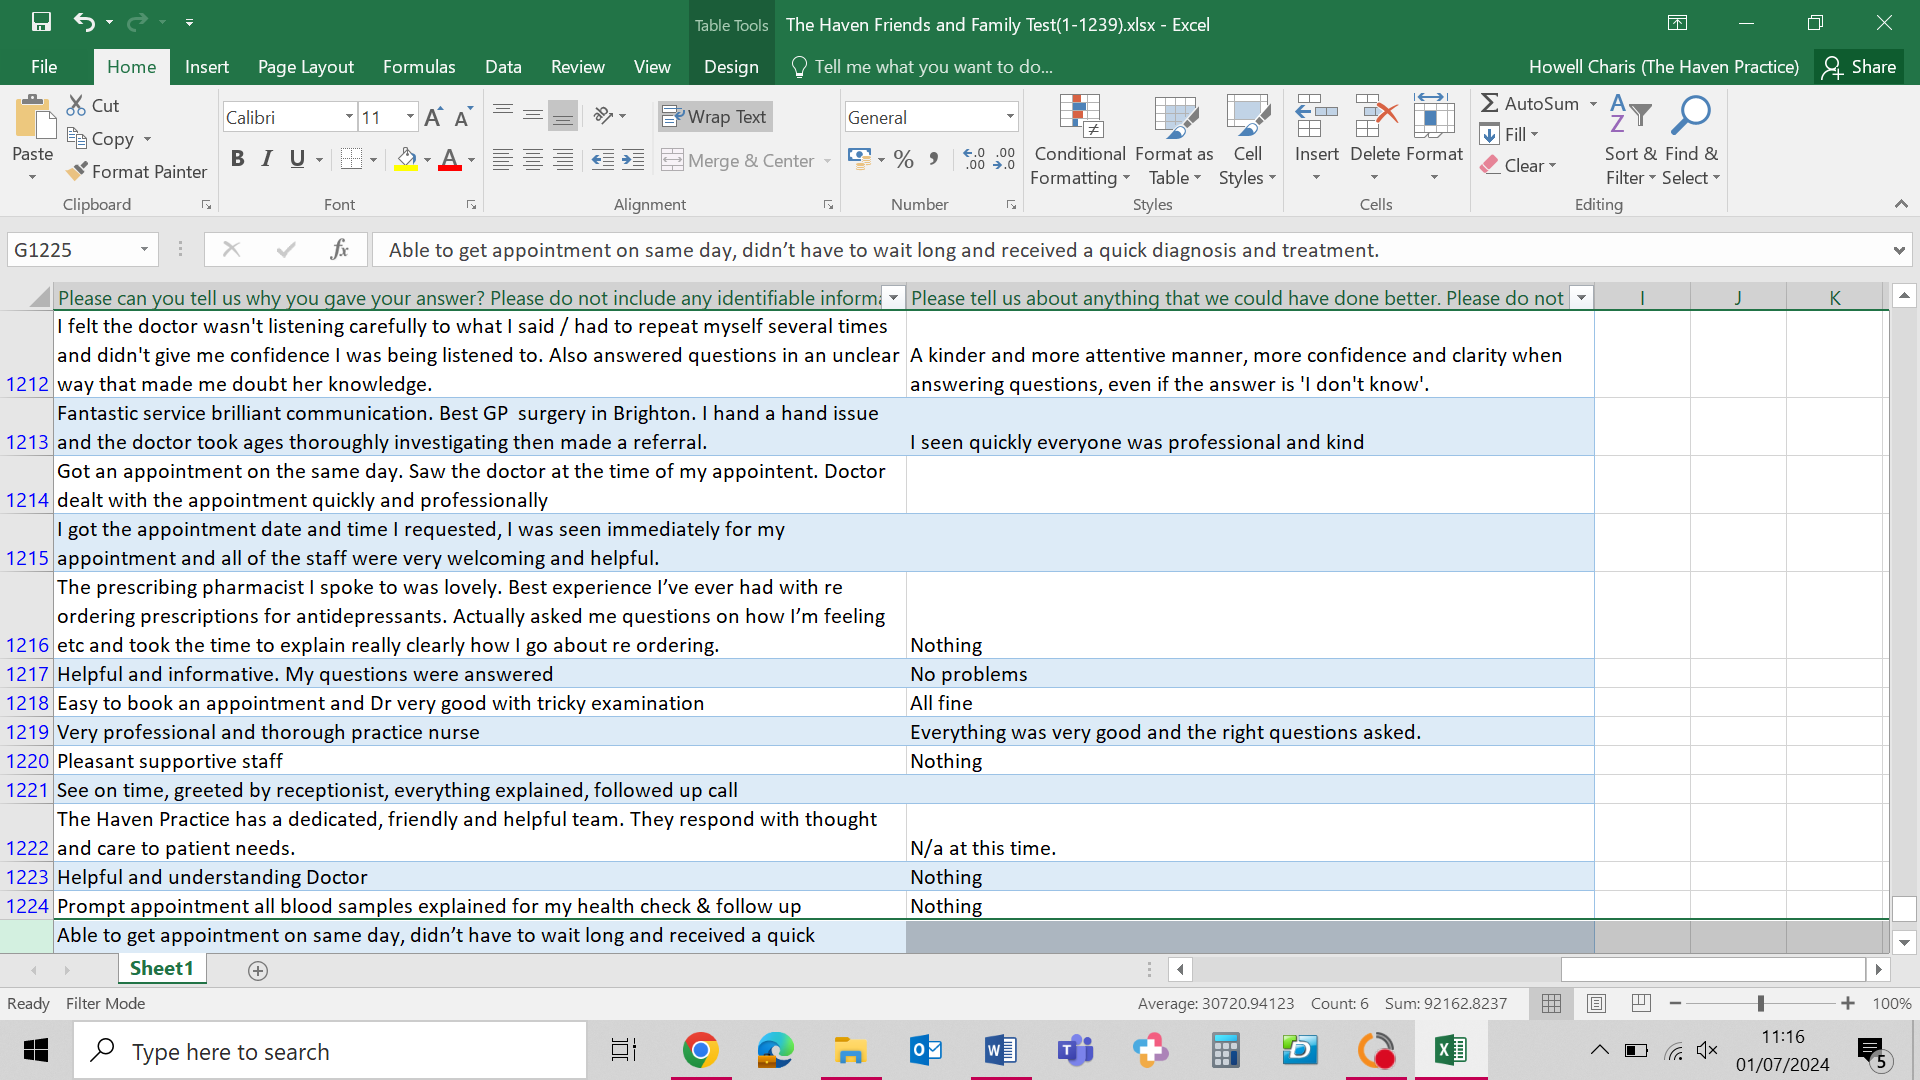 Table Tools
The Haven Friends and Family Test(1-1239).xlsx - Excel
File
Home
Insert
Page Layout
Formulas
Data
Review
View
Design
Tell me what you want to do...
Howell Charis (The Haven Practice)
Share
Paste
Cut
Copy
Format Painter
Clipboard
Calibri
11
B I U
Font
Wrap Text
Merge & Center
Alignment
General
Number
Conditional Formatting
Format as Table
Cell Styles
Styles
Insert
Delete
Format
Cells
AutoSum
Fill
Clear
Sort & Filter
Find & Select
Editing
G1225
fx
Able to get appointment on same day, didn’t have to wait long and received a quick diagnosis and treatment.
Please can you tell us why you gave your answer? Please do not include any identifiable informa
Please tell us about anything that we could have done better. Please do not
I
J
K
I felt the doctor wasn't listening carefully to what I said / had to repeat myself several times
and didn't give me confidence I was being listened to. Also answered questions in an unclear
1212 way that made me doubt her knowledge.
A kinder and more attentive manner, more confidence and clarity when
answering questions, even if the answer is 'I don't know'.
Fantastic service brilliant communication. Best GP  surgery in Brighton. I hand a hand issue
1213 and the doctor took ages thoroughly investigating then made a referral.
I seen quickly everyone was professional and kind
Got an appointment on the same day. Saw the doctor at the time of my appointent. Doctor
1214 dealt with the appointment quickly and professionally
I got the appointment date and time I requested, I was seen immediately for my
1215 appointment and all of the staff were very welcoming and helpful.
The prescribing pharmacist I spoke to was lovely. Best experience I’ve ever had with re
ordering prescriptions for antidepressants. Actually asked me questions on how I’m feeling
1216 etc and took the time to explain really clearly how I go about re ordering.
Nothing
1217 Helpful and informative. My questions were answered
No problems
1218 Easy to book an appointment and Dr very good with tricky examination
All fine
1219 Very professional and thorough practice nurse
Everything was very good and the right questions asked.
1220 Pleasant supportive staff
Nothing
1221 See on time, greeted by receptionist, everything explained, followed up call
The Haven Practice has a dedicated, friendly and helpful team. They respond with thought
1222 and care to patient needs.
N/a at this time.
1223 Helpful and understanding Doctor
Nothing
1224 Prompt appointment all blood samples explained for my health check & follow up
Nothing
Able to get appointment on same day, didn’t have to wait long and received a quick
Sheet1
Ready
Filter Mode
Average: 30720.94123
Count: 6
Sum: 92162.8237
100%
Type here to search
11:16
01/07/2024
5